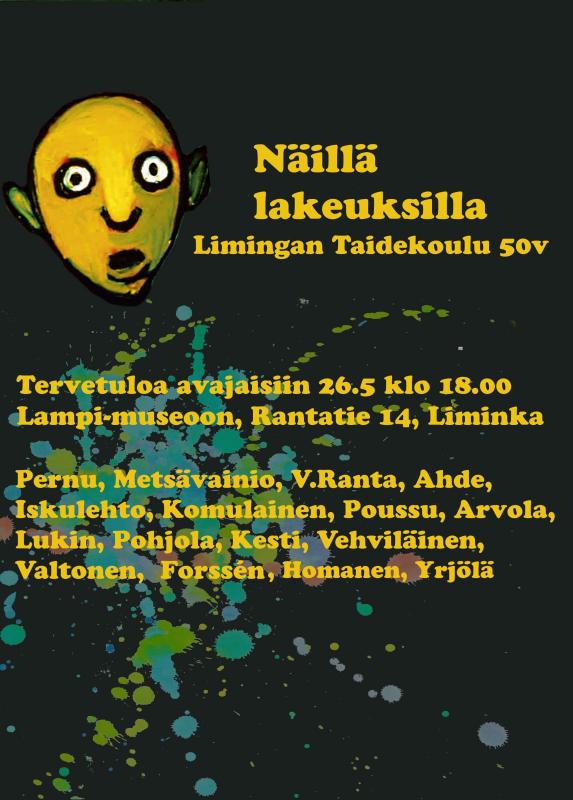 Näillä
lakeuksilla
Limingan Taidekoulu 50v
Tervetuloa avajaisiin 26.5 klo 18.00
Lampi-museoon, Rantatie 14, Liminka
Pernu, Metsävainio, V.Ranta, Ahde,
Iskulehto, Komulainen, Poussu, Arvola,
Lukin, Pohjola, Kesti, Vehviläinen,
Valtonen, Forssén, Homanen, Yrjölä